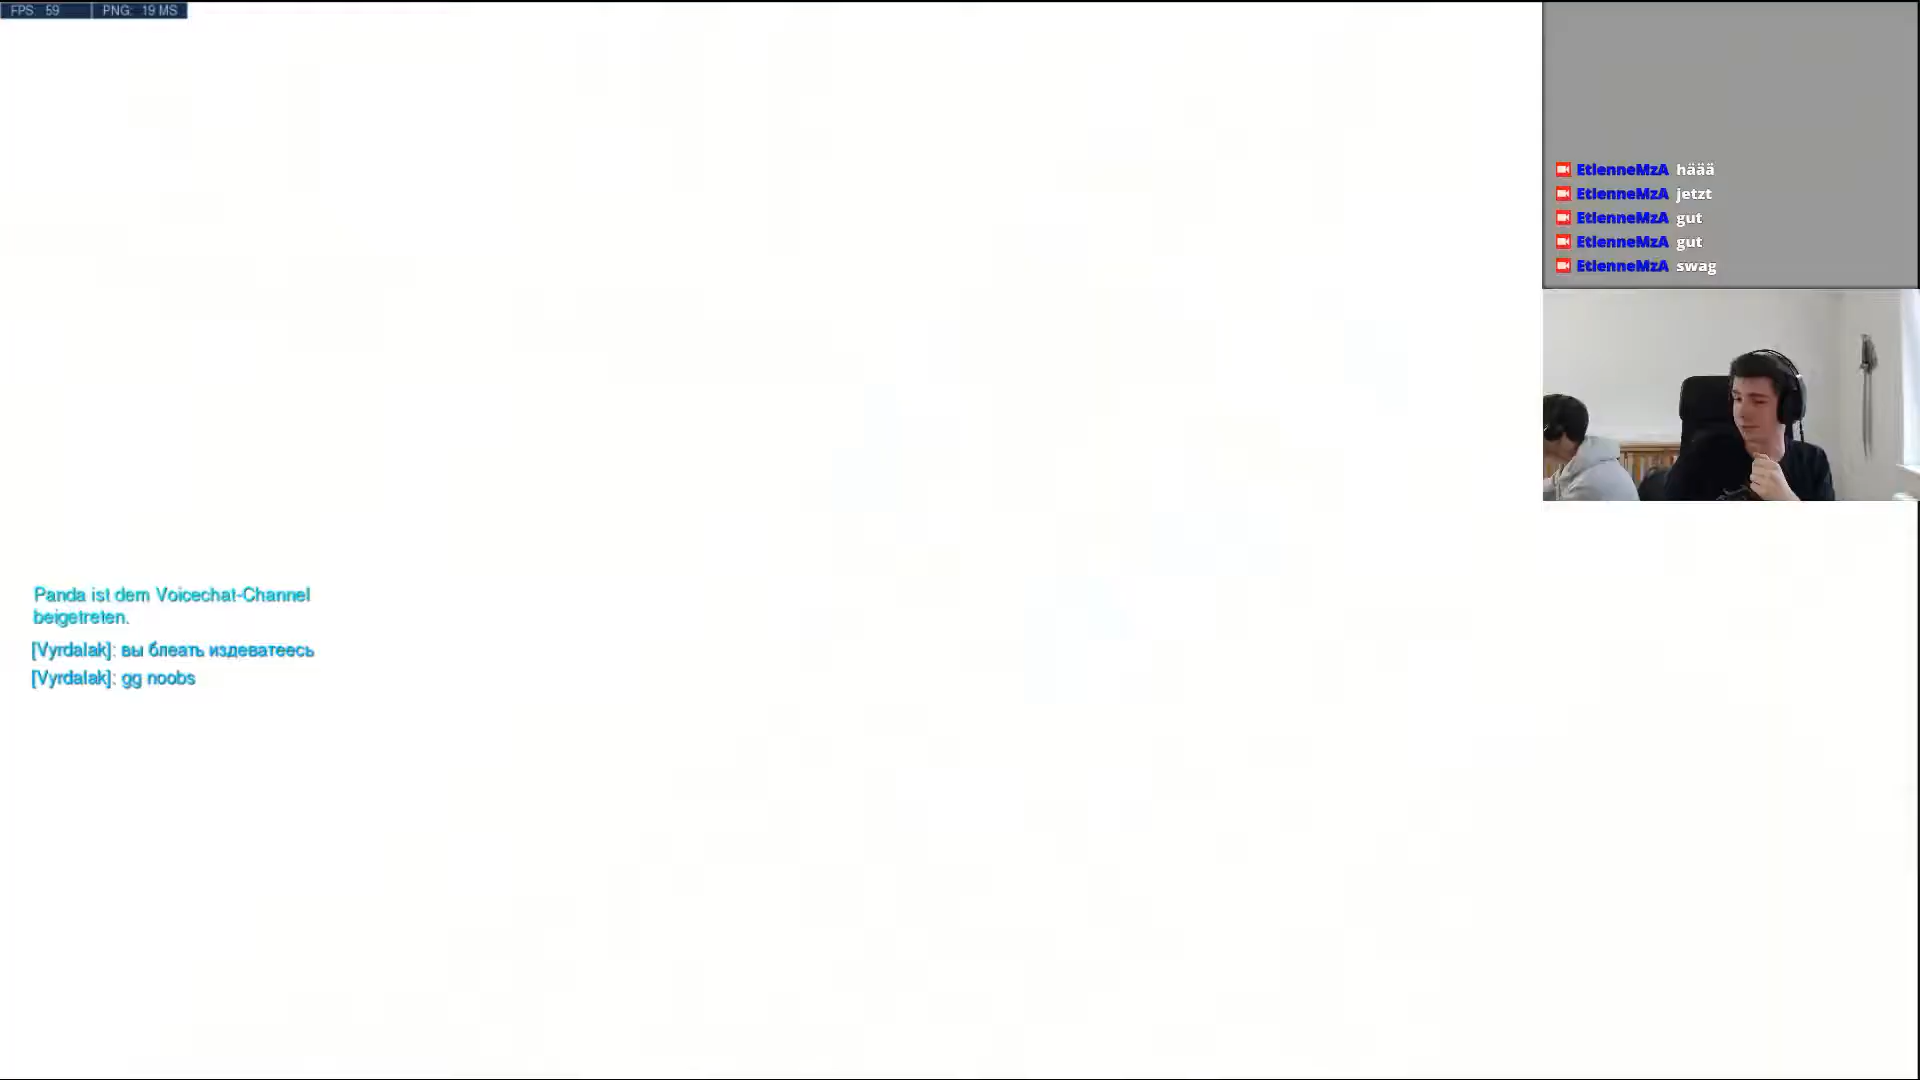 FPS: 59 PNG: 19 MS
EtienneMzA häää
EtienneMzA jetzt
EtienneMzA gut
EtienneMzA gut
EtienneMzA swag
Panda ist dem Voicechat-Channel
beigetreten.
[Vyrdalak]: вы блеать издеватеесь
[Vyrdalak]: gg noobs